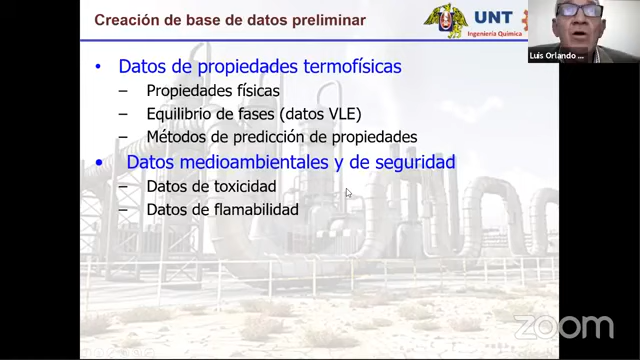 Creación de base de datos preliminar
UNT
Ingeniería Química
Luis Orlando ...
• Datos de propiedades termofísicas
– Propiedades físicas
– Equilibrio de fases (datos VLE)
– Métodos de predicción de propiedades
• Datos medioambientales y de seguridad
– Datos de toxicidad
– Datos de flamabilidad
zoom